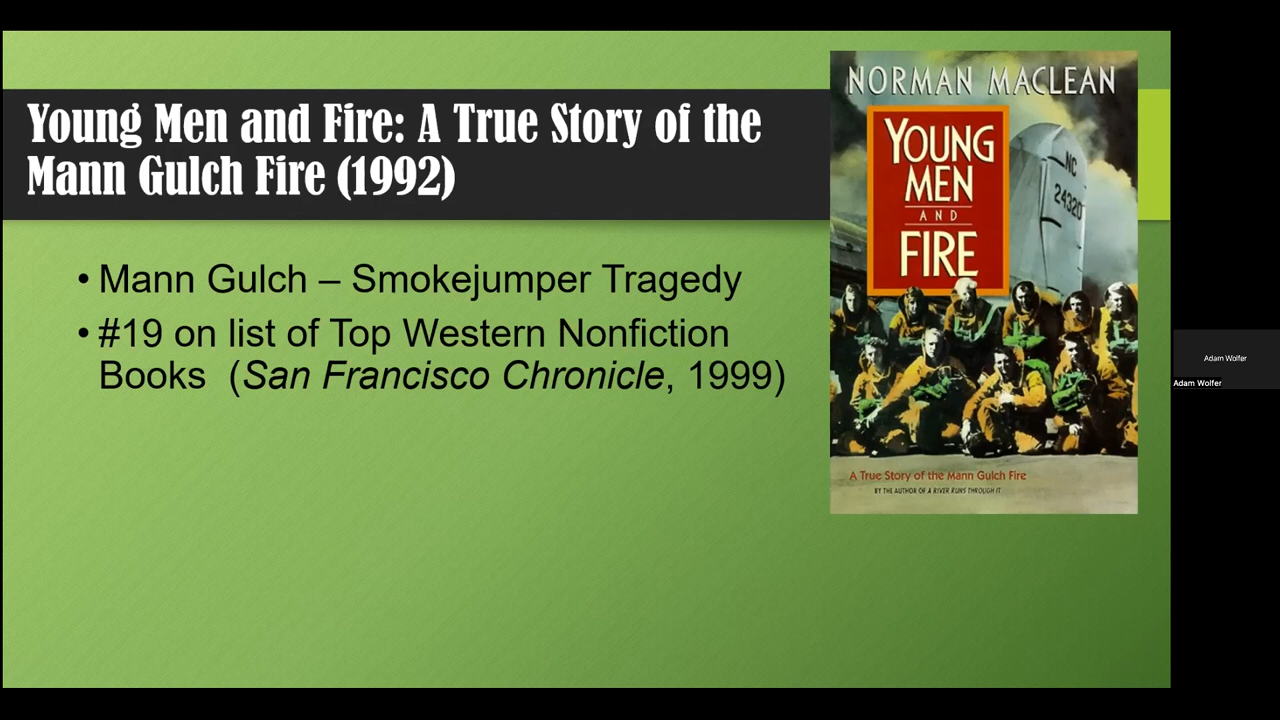 Young Men and Fire: A True Story of the
Mann Gulch Fire (1992)
• Mann Gulch – Smokejumper Tragedy
• #19 on list of Top Western Nonfiction
Books (San Francisco Chronicle, 1999)
NORMAN MACLEAN
YOUNG
MEN
AND
FIRE
NC
24320
A True Story of the Mann Gulch Fire
BY THE AUTHOR OF A RIVER RUNS THROUGH IT
Adam Wolfer
Adam Wolfer